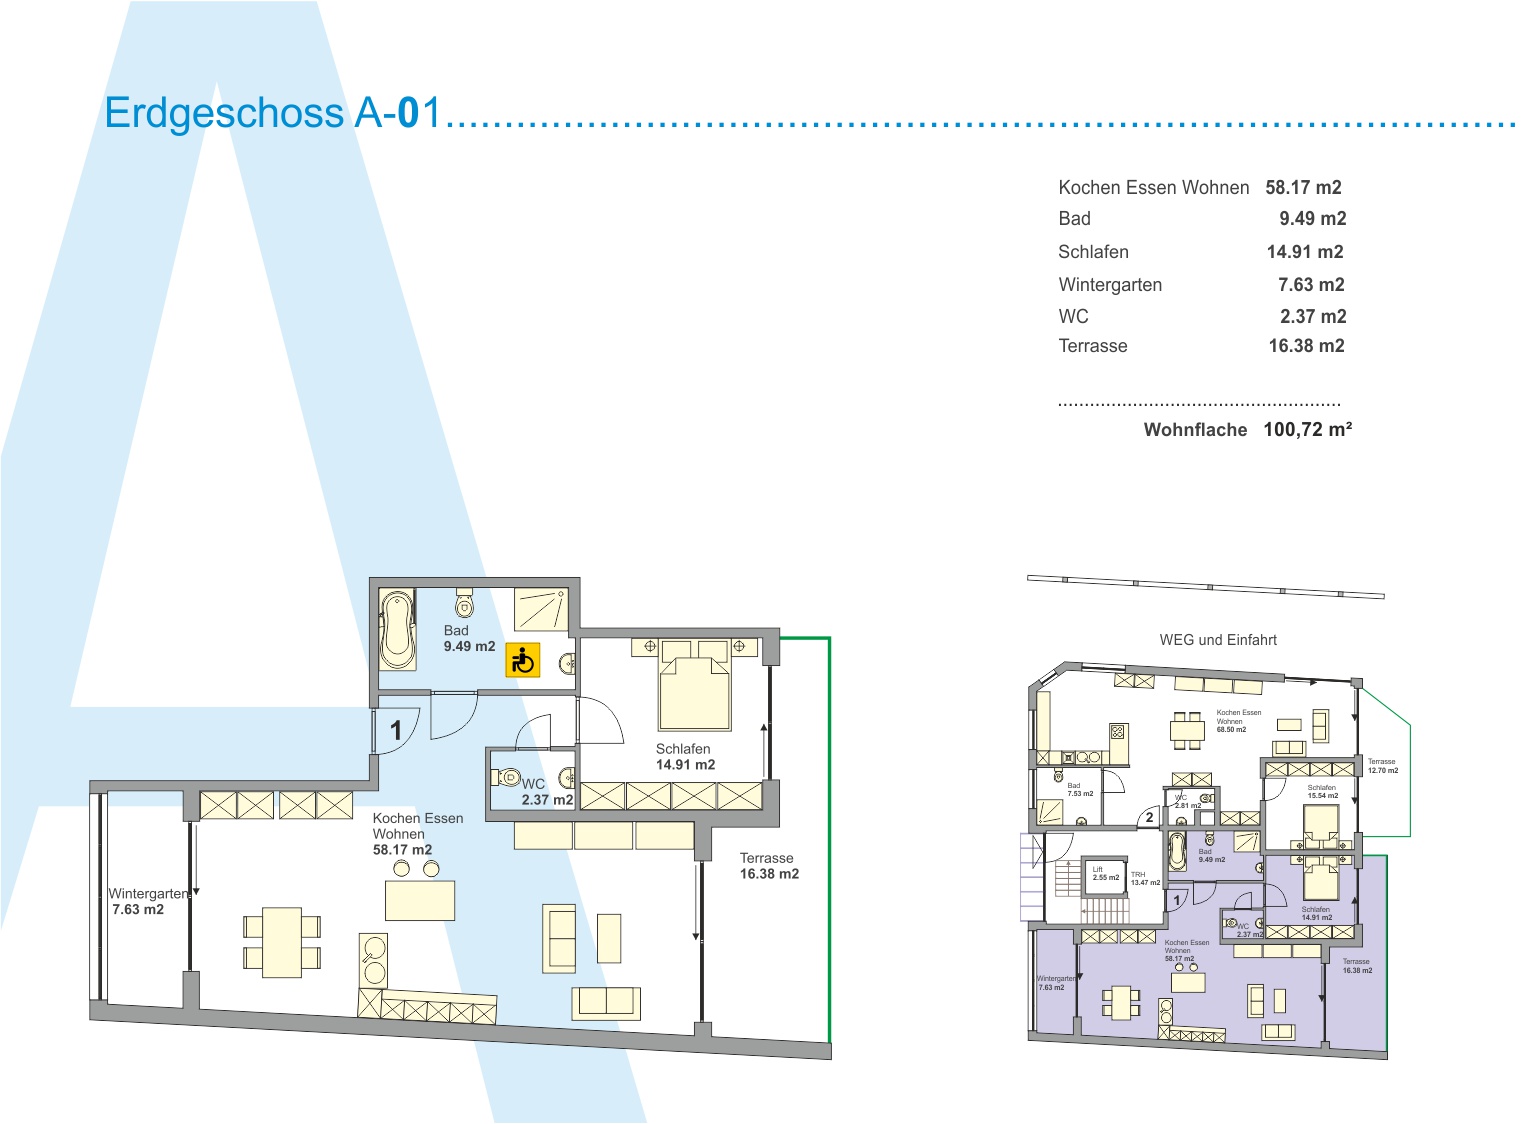 Erdgeschoss A-01
Kochen Essen Wohnen 58.17 m2
Bad 9.49 m2
Schlafen 14.91 m2
Wintergarten 7.63 m2
WC 2.37 m2
Terrasse 16.38 m2
Wohnflache 100,72 m²
Bad
9.49 m2
1
Schlafen
14.91 m2
WC
2.37 m2
Kochen Essen
Wohnen
58.17 m2
Terrasse
16.38 m2
Wintergarten
7.63 m2
WEG und Einfahrt
Kochen Essen
Wohnen
68.50 m2
Terrasse
12.70 m2
Bad
7.53 m2
WC
2.81 m2
Schlafen
15.54 m2
2
Bad
9.49 m2
Lift
2.55 m2
TRH
13.47 m2
1
Schlafen
14.91 m2
WC
2.37 m2
Kochen Essen
Wohnen
58.17 m2
Terrasse
16.38 m2
Wintergarten
7.63 m2